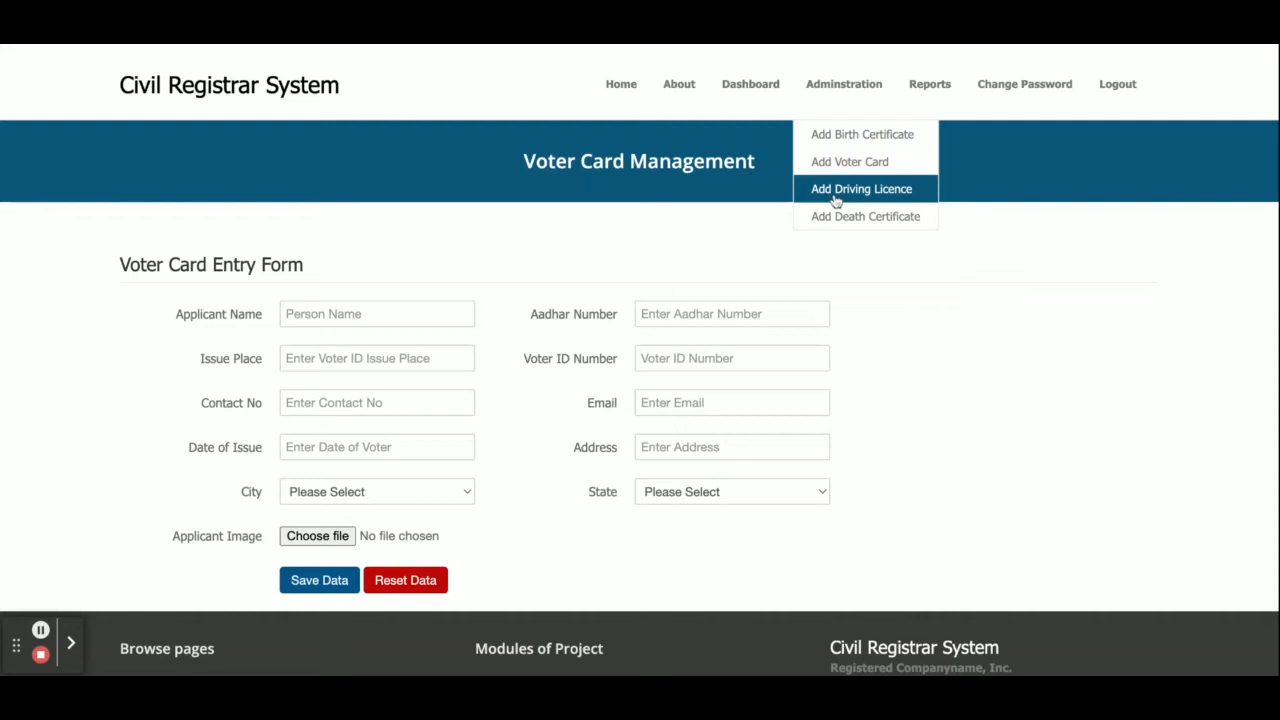 Civil Registrar System
Home About Dashboard Adminstration Reports Change Password Logout
Add Birth Certificate
Add Voter Card
Add Driving Licence
Add Death Certificate
Voter Card Management
Voter Card Entry Form
Applicant Name Person Name Aadhar Number Enter Aadhar Number
Issue Place Enter Voter ID Issue Place Voter ID Number Voter ID Number
Contact No Enter Contact No Email Enter Email
Date of Issue Enter Date of Voter Address Enter Address
City Please Select State Please Select
Applicant Image Choose file No file chosen
Save Data Reset Data
Browse pages Modules of Project Civil Registrar System
Registered Companyname, Inc.